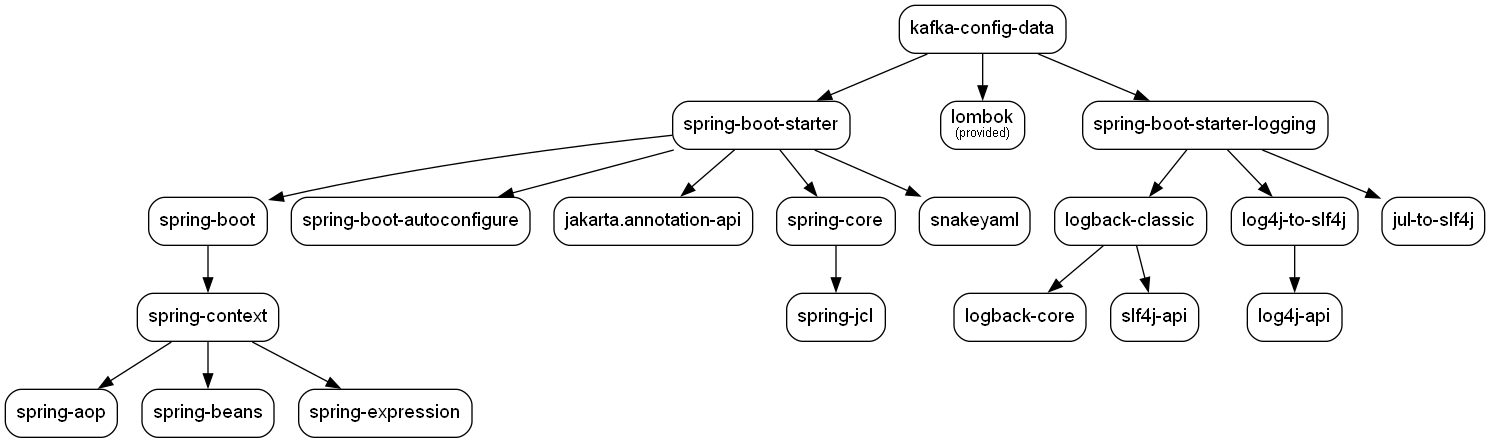 kafka-config-data
spring-boot-starter
lombok
(provided)
spring-boot-starter-logging
spring-boot
spring-boot-autoconfigure
jakarta.annotation-api
spring-core
snakeyaml
logback-classic
log4j-to-slf4j
jul-to-slf4j
spring-context
spring-jcl
logback-core
slf4j-api
log4j-api
spring-aop
spring-beans
spring-expression